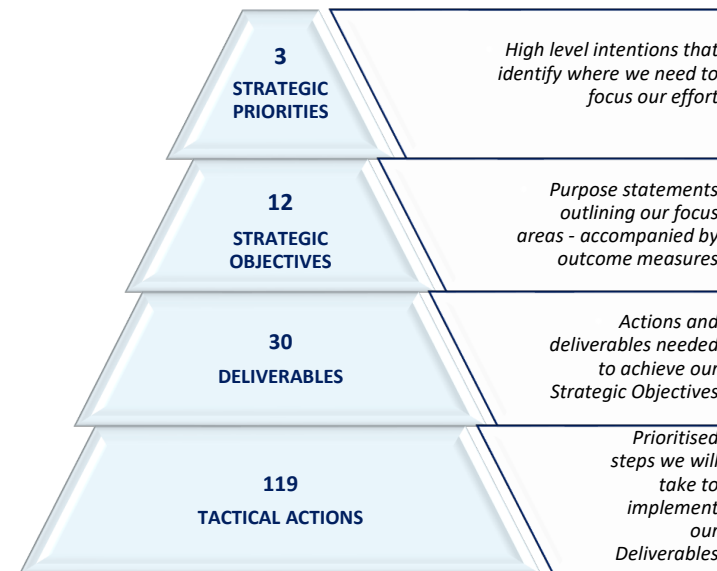 3
STRATEGIC
PRIORITIES
High level intentions that
identify where we need to
focus our effort
12
STRATEGIC
OBJECTIVES
Purpose statements
outlining our focus
areas - accompanied by
outcome measures
30
DELIVERABLES
Actions and
deliverables needed
to achieve our
Strategic Objectives
119
TACTICAL ACTIONS
Prioritised
steps we will
take to
implement
our
Deliverables